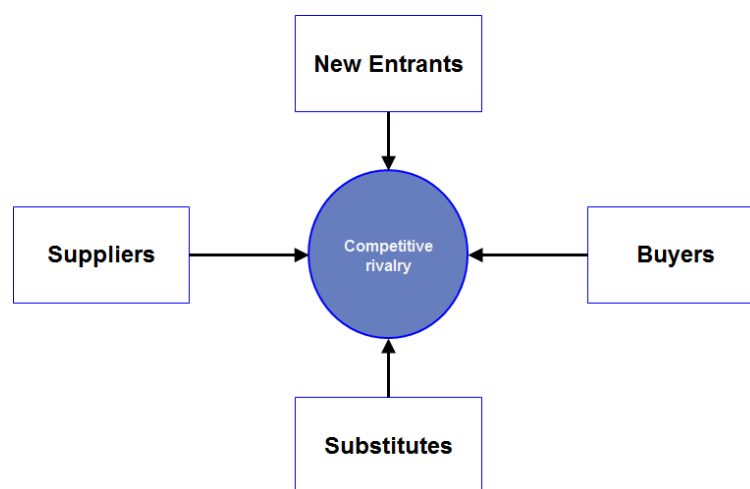 New Entrants
Suppliers
Competitive
rivalry
Buyers
Substitutes